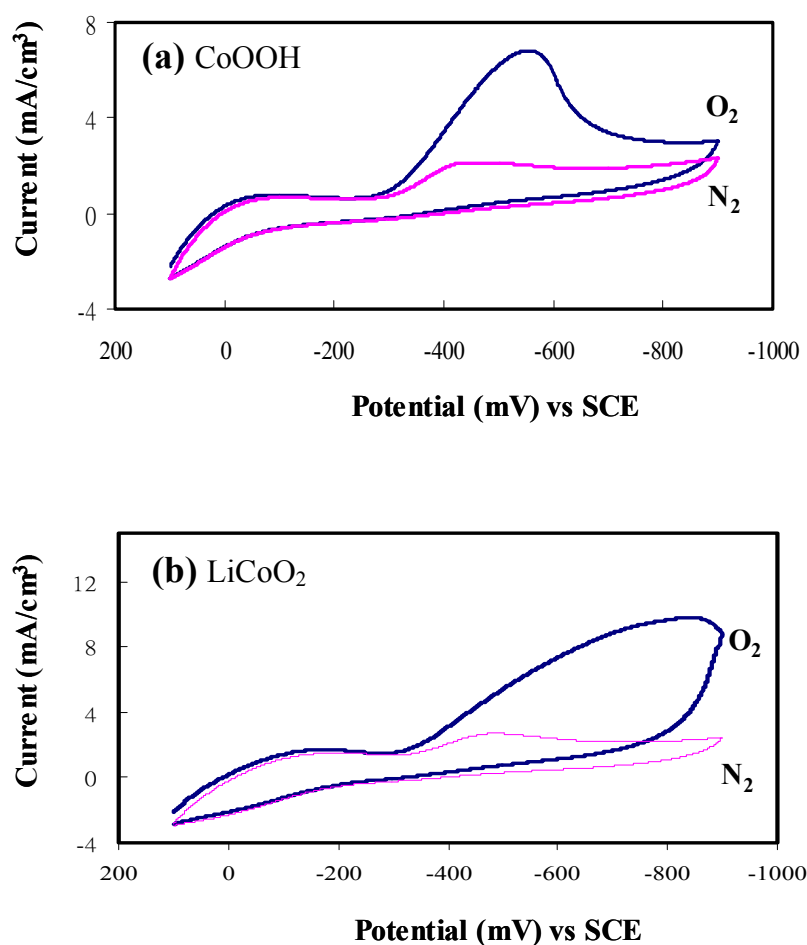 (a) CoOOH
Current (mA/cm³)
8
4
0
-4
O₂
N₂
200 0 -200 -400 -600 -800 -1000
Potential (mV) vs SCE
(b) LiCoO₂
Current (mA/cm³)
12
8
4
0
-4
O₂
N₂
200 0 -200 -400 -600 -800 -1000
Potential (mV) vs SCE